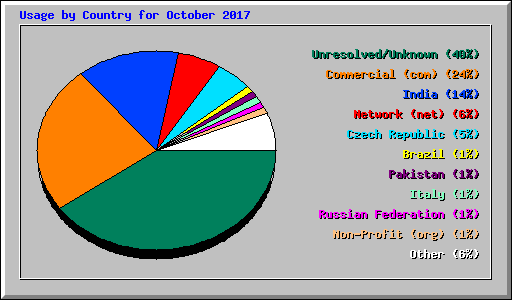 Usage by Country for October 2017
Unresolved/Unknown (40%)
Commercial (com) (24%)
India (14%)
Network (net) (6%)
Czech Republic (5%)
Brazil (1%)
Pakistan (1%)
Italy (1%)
Russian Federation (1%)
Non-Profit (org) (1%)
Other (6%)